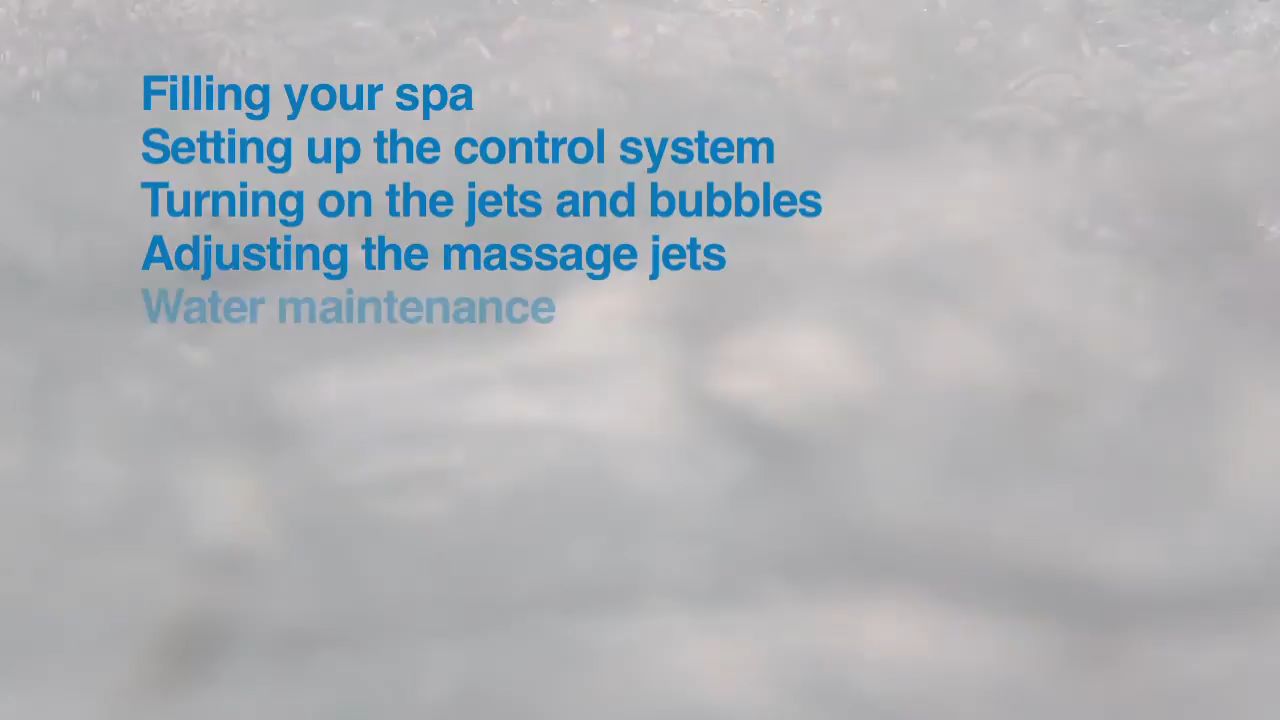 Filling your spa
Setting up the control system
Turning on the jets and bubbles
Adjusting the massage jets
Water maintenance